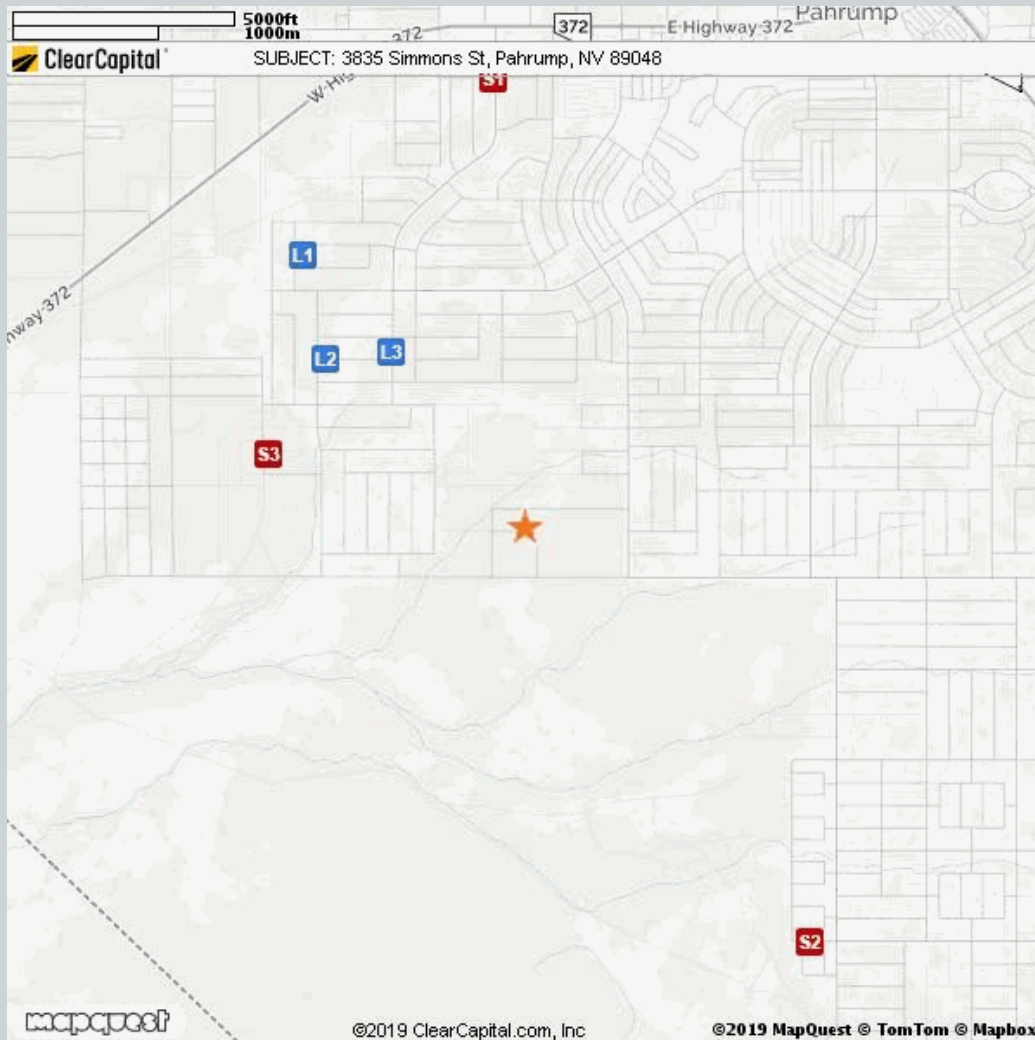 5000ft
1000m
372
372
E Highway 372
Pahrump
ClearCapital
SUBJECT: 3835 Simmons St, Pahrump, NV 89048
S1
L1
L2
L3
S3
S2
mapquest
©2019 ClearCapital.com, Inc
©2019 MapQuest © TomTom © Mapbox